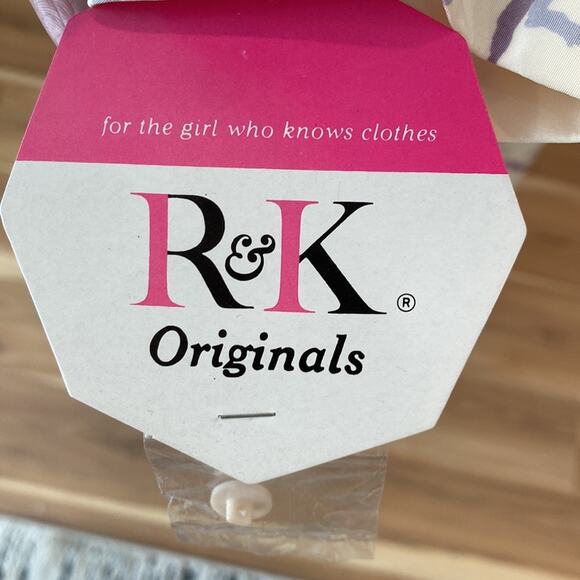 for the girl who knows clothes
R&K ®
Originals